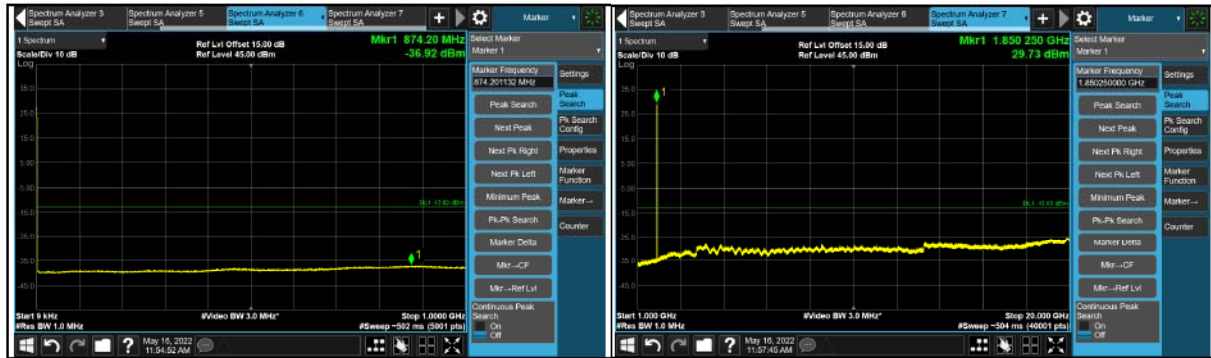 Spectrum Analyzer 3
Swept SA
Spectrum Analyzer 5
Swept SA
Spectrum Analyzer 6
Swept SA
Spectrum Analyzer 7
Swept SA
+
Marker
1 Spectrum
Scale/Div 10 dB
Log
Ref Lvl Offset 15.00 dB
Ref Level 45.00 dBm
Mkr1 874.20 MHz
-36.92 dBm
35.0
25.0
15.0
5.00
-5.00
-15.0
-25.0
-35.0
-45.0
1
Start 9 kHz
#Res BW 1.0 MHz
#Video BW 3.0 MHz*
Stop 1.0000 GHz
#Sweep ~502 ms (5001 pts)
Select Marker
Marker 1
Marker Frequency
874.201132 MHz
Peak Search
Next Peak
Next Pk Right
Next Pk Left
Minimum Peak
Pk-Pk Search
Marker Delta
Mkr→CF
Mkr→Ref Lvl
Continuous Peak
Search
On
Off
Settings
Peak
Search
Pk Search
Config
Properties
Marker
Function
Marker→
Counter
?
May 16, 2022
11:54:52 AM
Spectrum Analyzer 3
Swept SA
Spectrum Analyzer 5
Swept SA
Spectrum Analyzer 6
Swept SA
Spectrum Analyzer 7
Swept SA
+
Marker
1 Spectrum
Scale/Div 10 dB
Log
Ref Lvl Offset 15.00 dB
Ref Level 45.00 dBm
Mkr1 1.850 250 GHz
29.73 dBm
35.0
25.0
15.0
5.00
-5.00
-15.0
-25.0
-35.0
-45.0
1
Start 1.000 GHz
#Res BW 1.0 MHz
#Video BW 3.0 MHz*
Stop 20.000 GHz
#Sweep ~504 ms (40001 pts)
Select Marker
Marker 1
Marker Frequency
1.850250000 GHz
Peak Search
Next Peak
Next Pk Right
Next Pk Left
Minimum Peak
Pk-Pk Search
Marker Delta
Mkr→CF
Mkr→Ref Lvl
Continuous Peak
Search
On
Off
Settings
Peak
Search
Pk Search
Config
Properties
Marker
Function
Marker→
Counter
?
May 16, 2022
11:57:45 AM